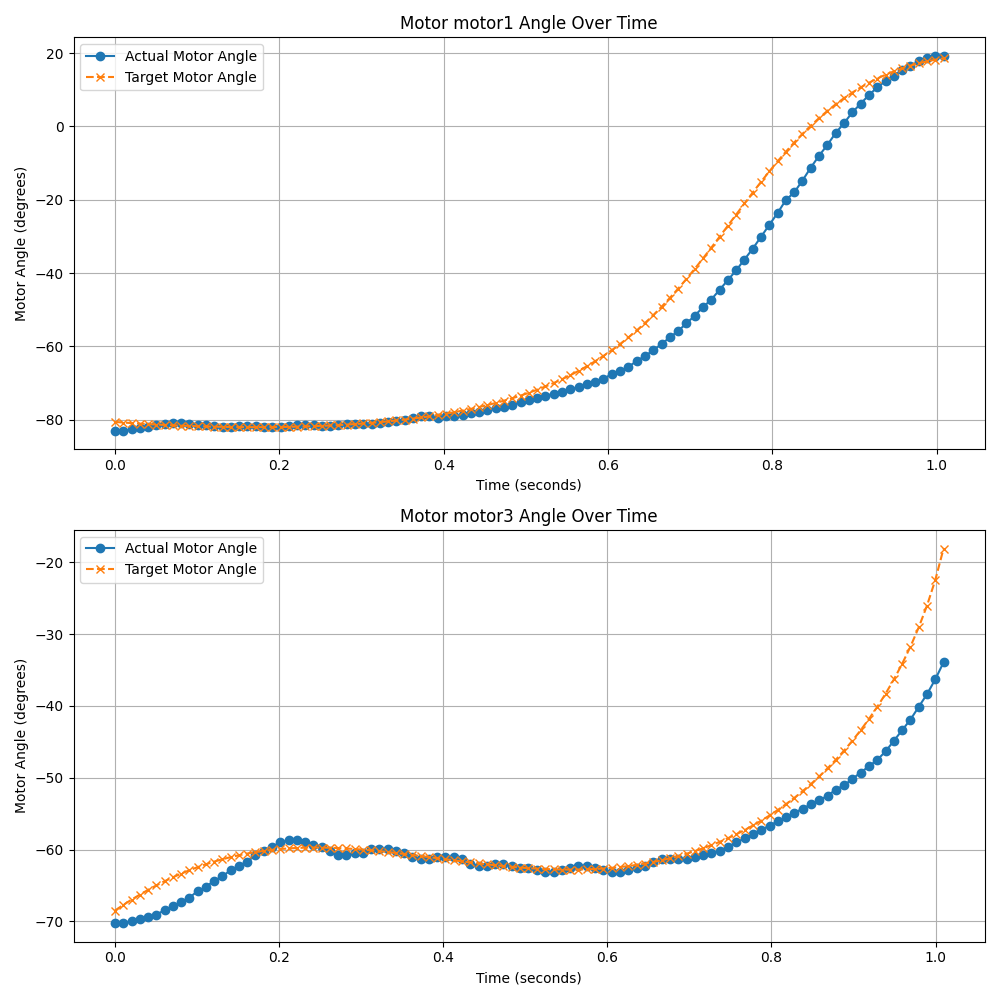 Motor motor1 Angle Over Time
Actual Motor Angle
Target Motor Angle
Motor Angle (degrees)
20
0
−20
−40
−60
−80
0.0 0.2 0.4 0.6 0.8 1.0
Time (seconds)
Motor motor3 Angle Over Time
Actual Motor Angle
Target Motor Angle
Motor Angle (degrees)
−20
−30
−40
−50
−60
−70
0.0 0.2 0.4 0.6 0.8 1.0
Time (seconds)